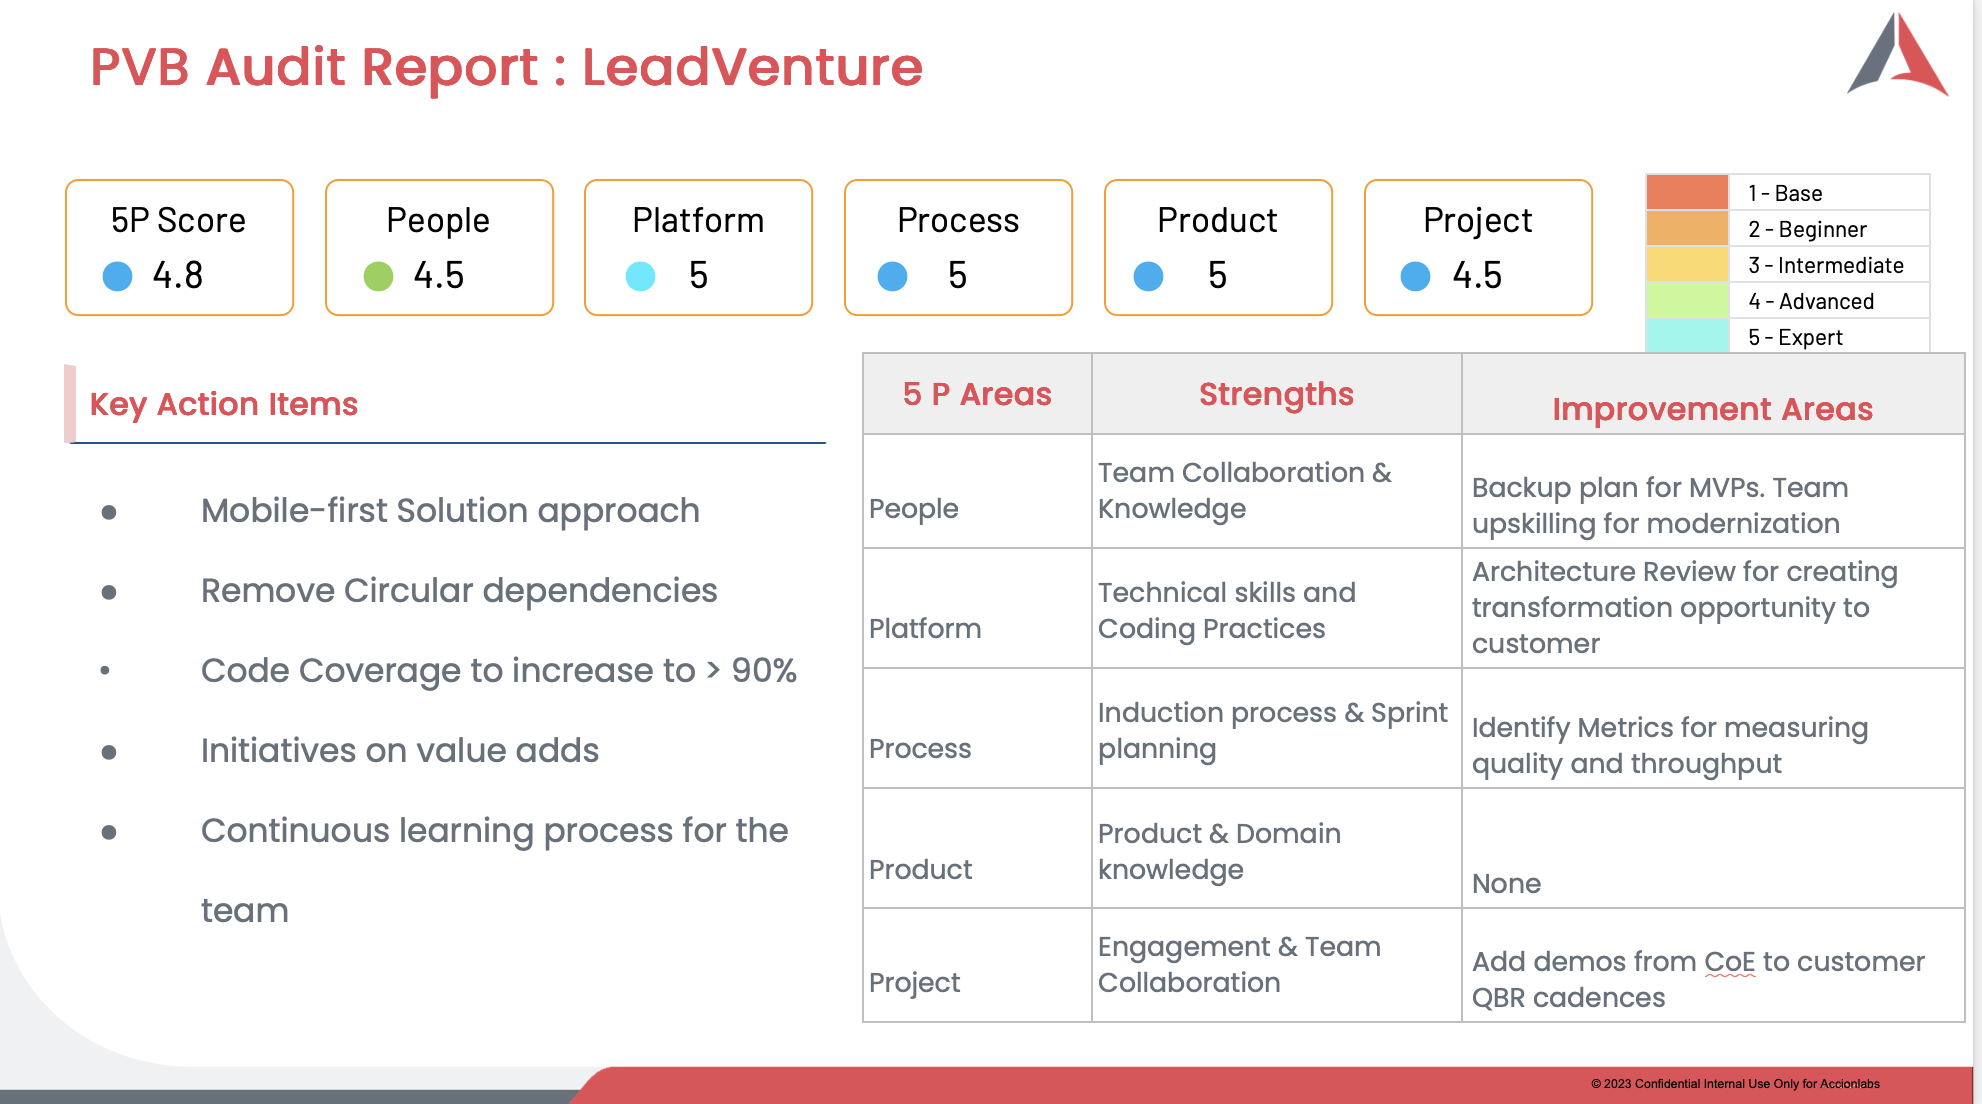 PVB Audit Report : LeadVenture
5P Score
4.8
People
4.5
Platform
5
Process
5
Product
5
Project
4.5
1 - Base
2 - Beginner
3 - Intermediate
4 - Advanced
5 - Expert
Key Action Items
● Mobile-first Solution approach
● Remove Circular dependencies
• Code Coverage to increase to > 90%
● Initiatives on value adds
● Continuous learning process for the
team
5 P Areas
Strengths
Improvement Areas
People
Team Collaboration &
Knowledge
Backup plan for MVPs. Team
upskilling for modernization
Platform
Technical skills and
Coding Practices
Architecture Review for creating
transformation opportunity to
customer
Process
Induction process & Sprint
planning
Identify Metrics for measuring
quality and throughput
Product
Product & Domain
knowledge
None
Project
Engagement & Team
Collaboration
Add demos from CoE to customer
QBR cadences
© 2023 Confidential Internal Use Only for Accionlabs